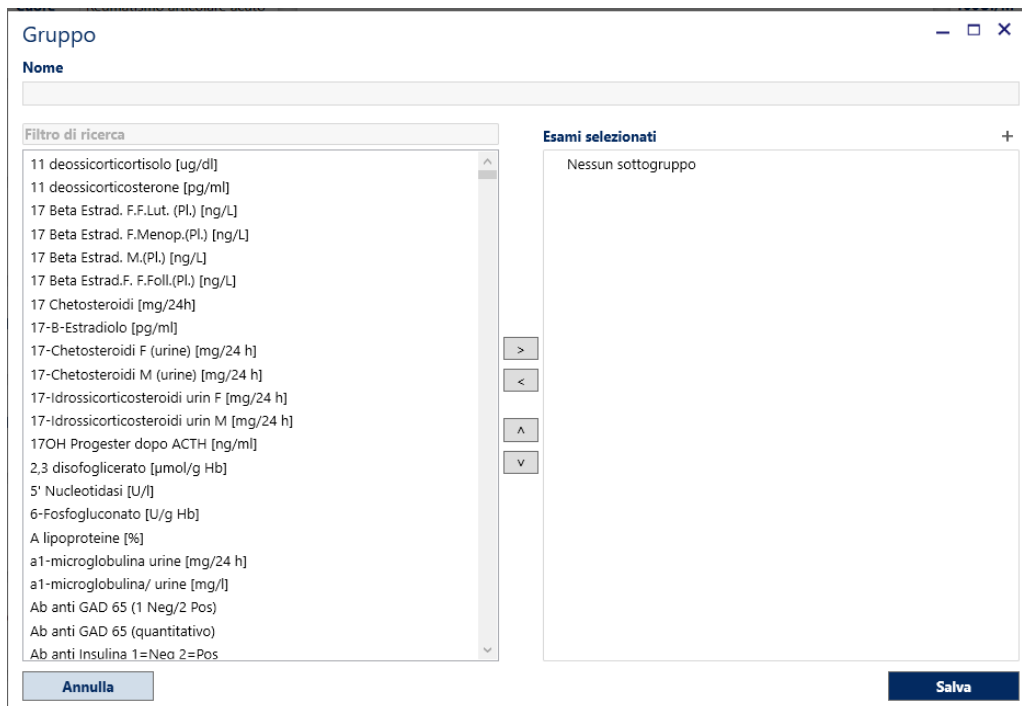 Cuore Reumatismo articolare acuto
Gruppo
Nome
Filtro di ricerca
11 deossicorticortisolo [ug/dl]
11 deossicorticosterone [pg/ml]
17 Beta Estrad. F.F.Lut. (Pl.) [ng/L]
17 Beta Estrad. F.Menop.(Pl.) [ng/L]
17 Beta Estrad. M.(Pl.) [ng/L]
17 Beta Estrad.F. F.Foll.(Pl.) [ng/L]
17 Chetosteroidi [mg/24h]
17-B-Estradiolo [pg/ml]
17-Chetosteroidi F (urine) [mg/24 h]
17-Chetosteroidi M (urine) [mg/24 h]
17-Idrossicorticosteroidi urin F [mg/24 h]
17-Idrossicorticosteroidi urin M [mg/24 h]
17OH Progester dopo ACTH [ng/ml]
2,3 disofoglicerato [µmol/g Hb]
5' Nucleotidasi [U/l]
6-Fosfogluconato [U/g Hb]
A lipoproteine [%]
a1-microglobulina urine [mg/24 h]
a1-microglobulina/ urine [mg/l]
Ab anti GAD 65 (1 Neg/2 Pos)
Ab anti GAD 65 (quantitativo)
Ab anti Insulina 1=Neg 2=Pos
>
<
^
v
Esami selezionati +
Nessun sottogruppo
Annulla
Salva